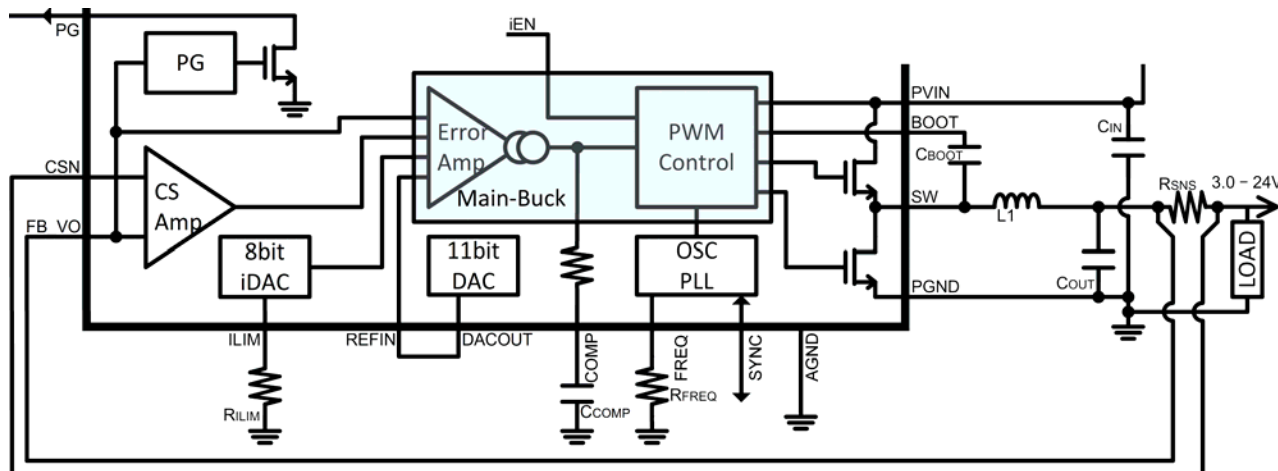 PG
iEN
PG
PVIN
BOOT
CIN
Error
Amp
PWM
Control
CBOOT
CSN
CS
Amp
Main-Buck
SW
RSNS
3.0 – 24V
FB_VO
L1
8bit
iDAC
11bit
DAC
OSC
PLL
COUT
LOAD
PGND
ILIM
REFIN
DACOUT
COMP
FREQ
SYNC
AGND
RILIM
CCOMP
RFREQ